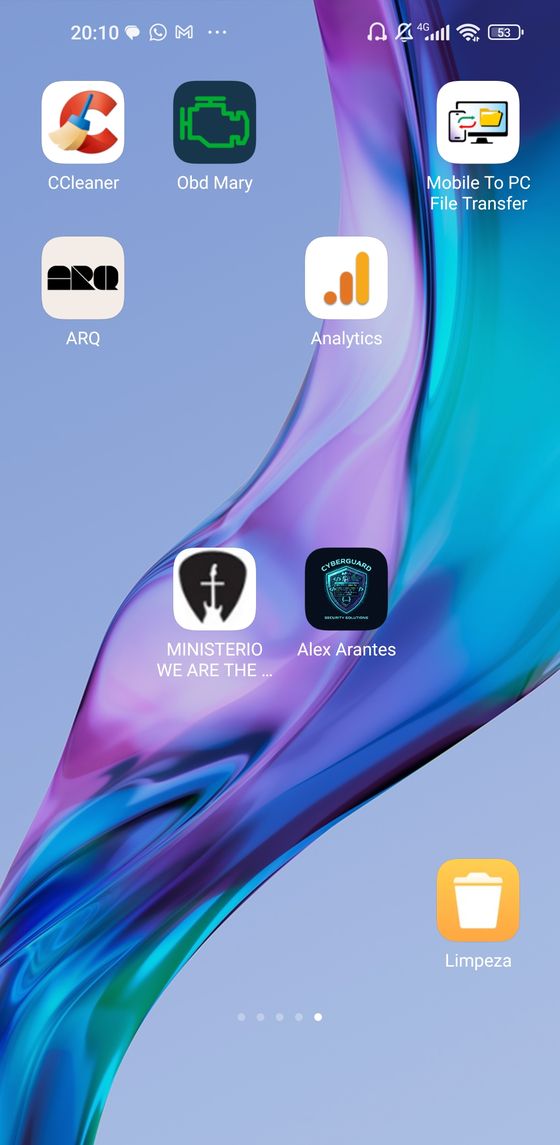 20:10
4G
53
CCleaner
Obd Mary
Mobile To PC
File Transfer
ARQ
ARQ
Analytics
CYBERGUARD
SECURITY SOLUTIONS
MINISTERIO
WE ARE THE ...
Alex Arantes
Limpeza